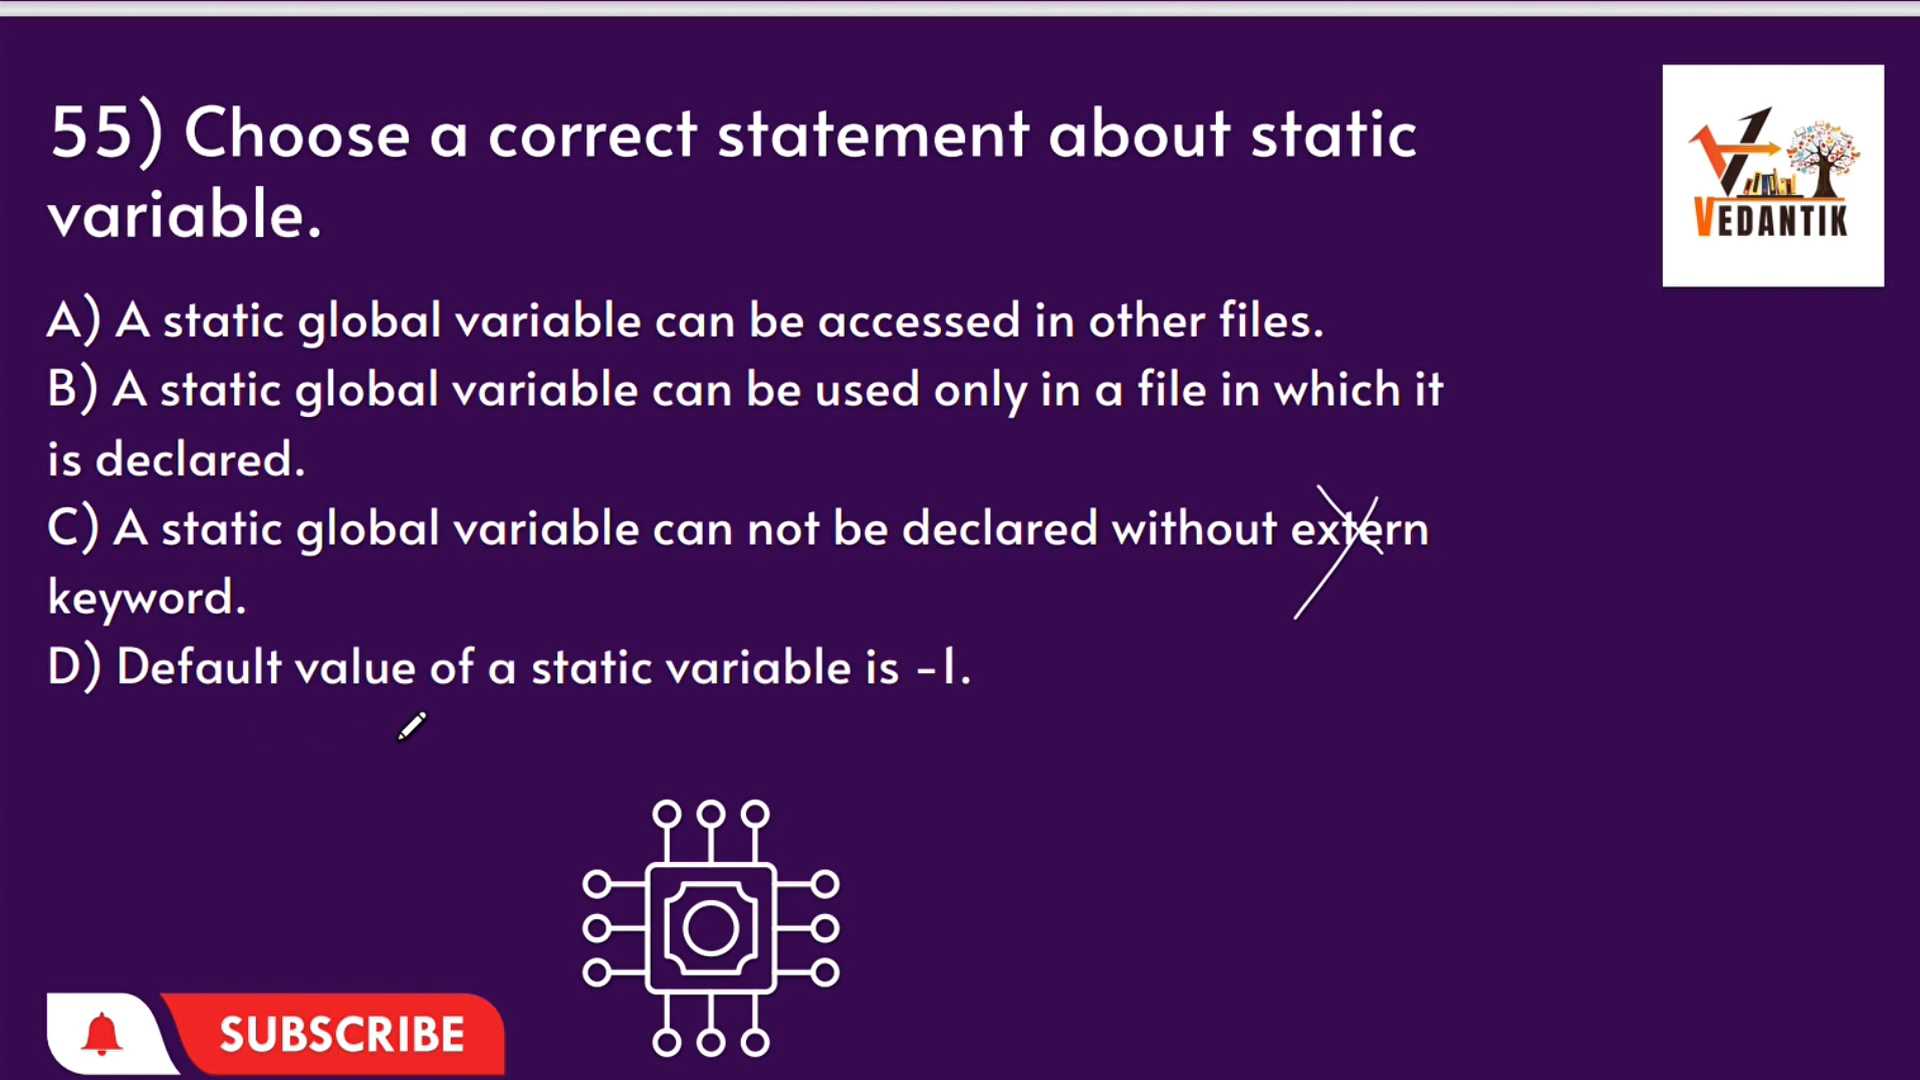 55) Choose a correct statement about static
variable.
VEDANTIK
A) A static global variable can be accessed in other files.
B) A static global variable can be used only in a file in which it
is declared.
C) A static global variable can not be declared without extern
keyword.
D) Default value of a static variable is -1.
SUBSCRIBE